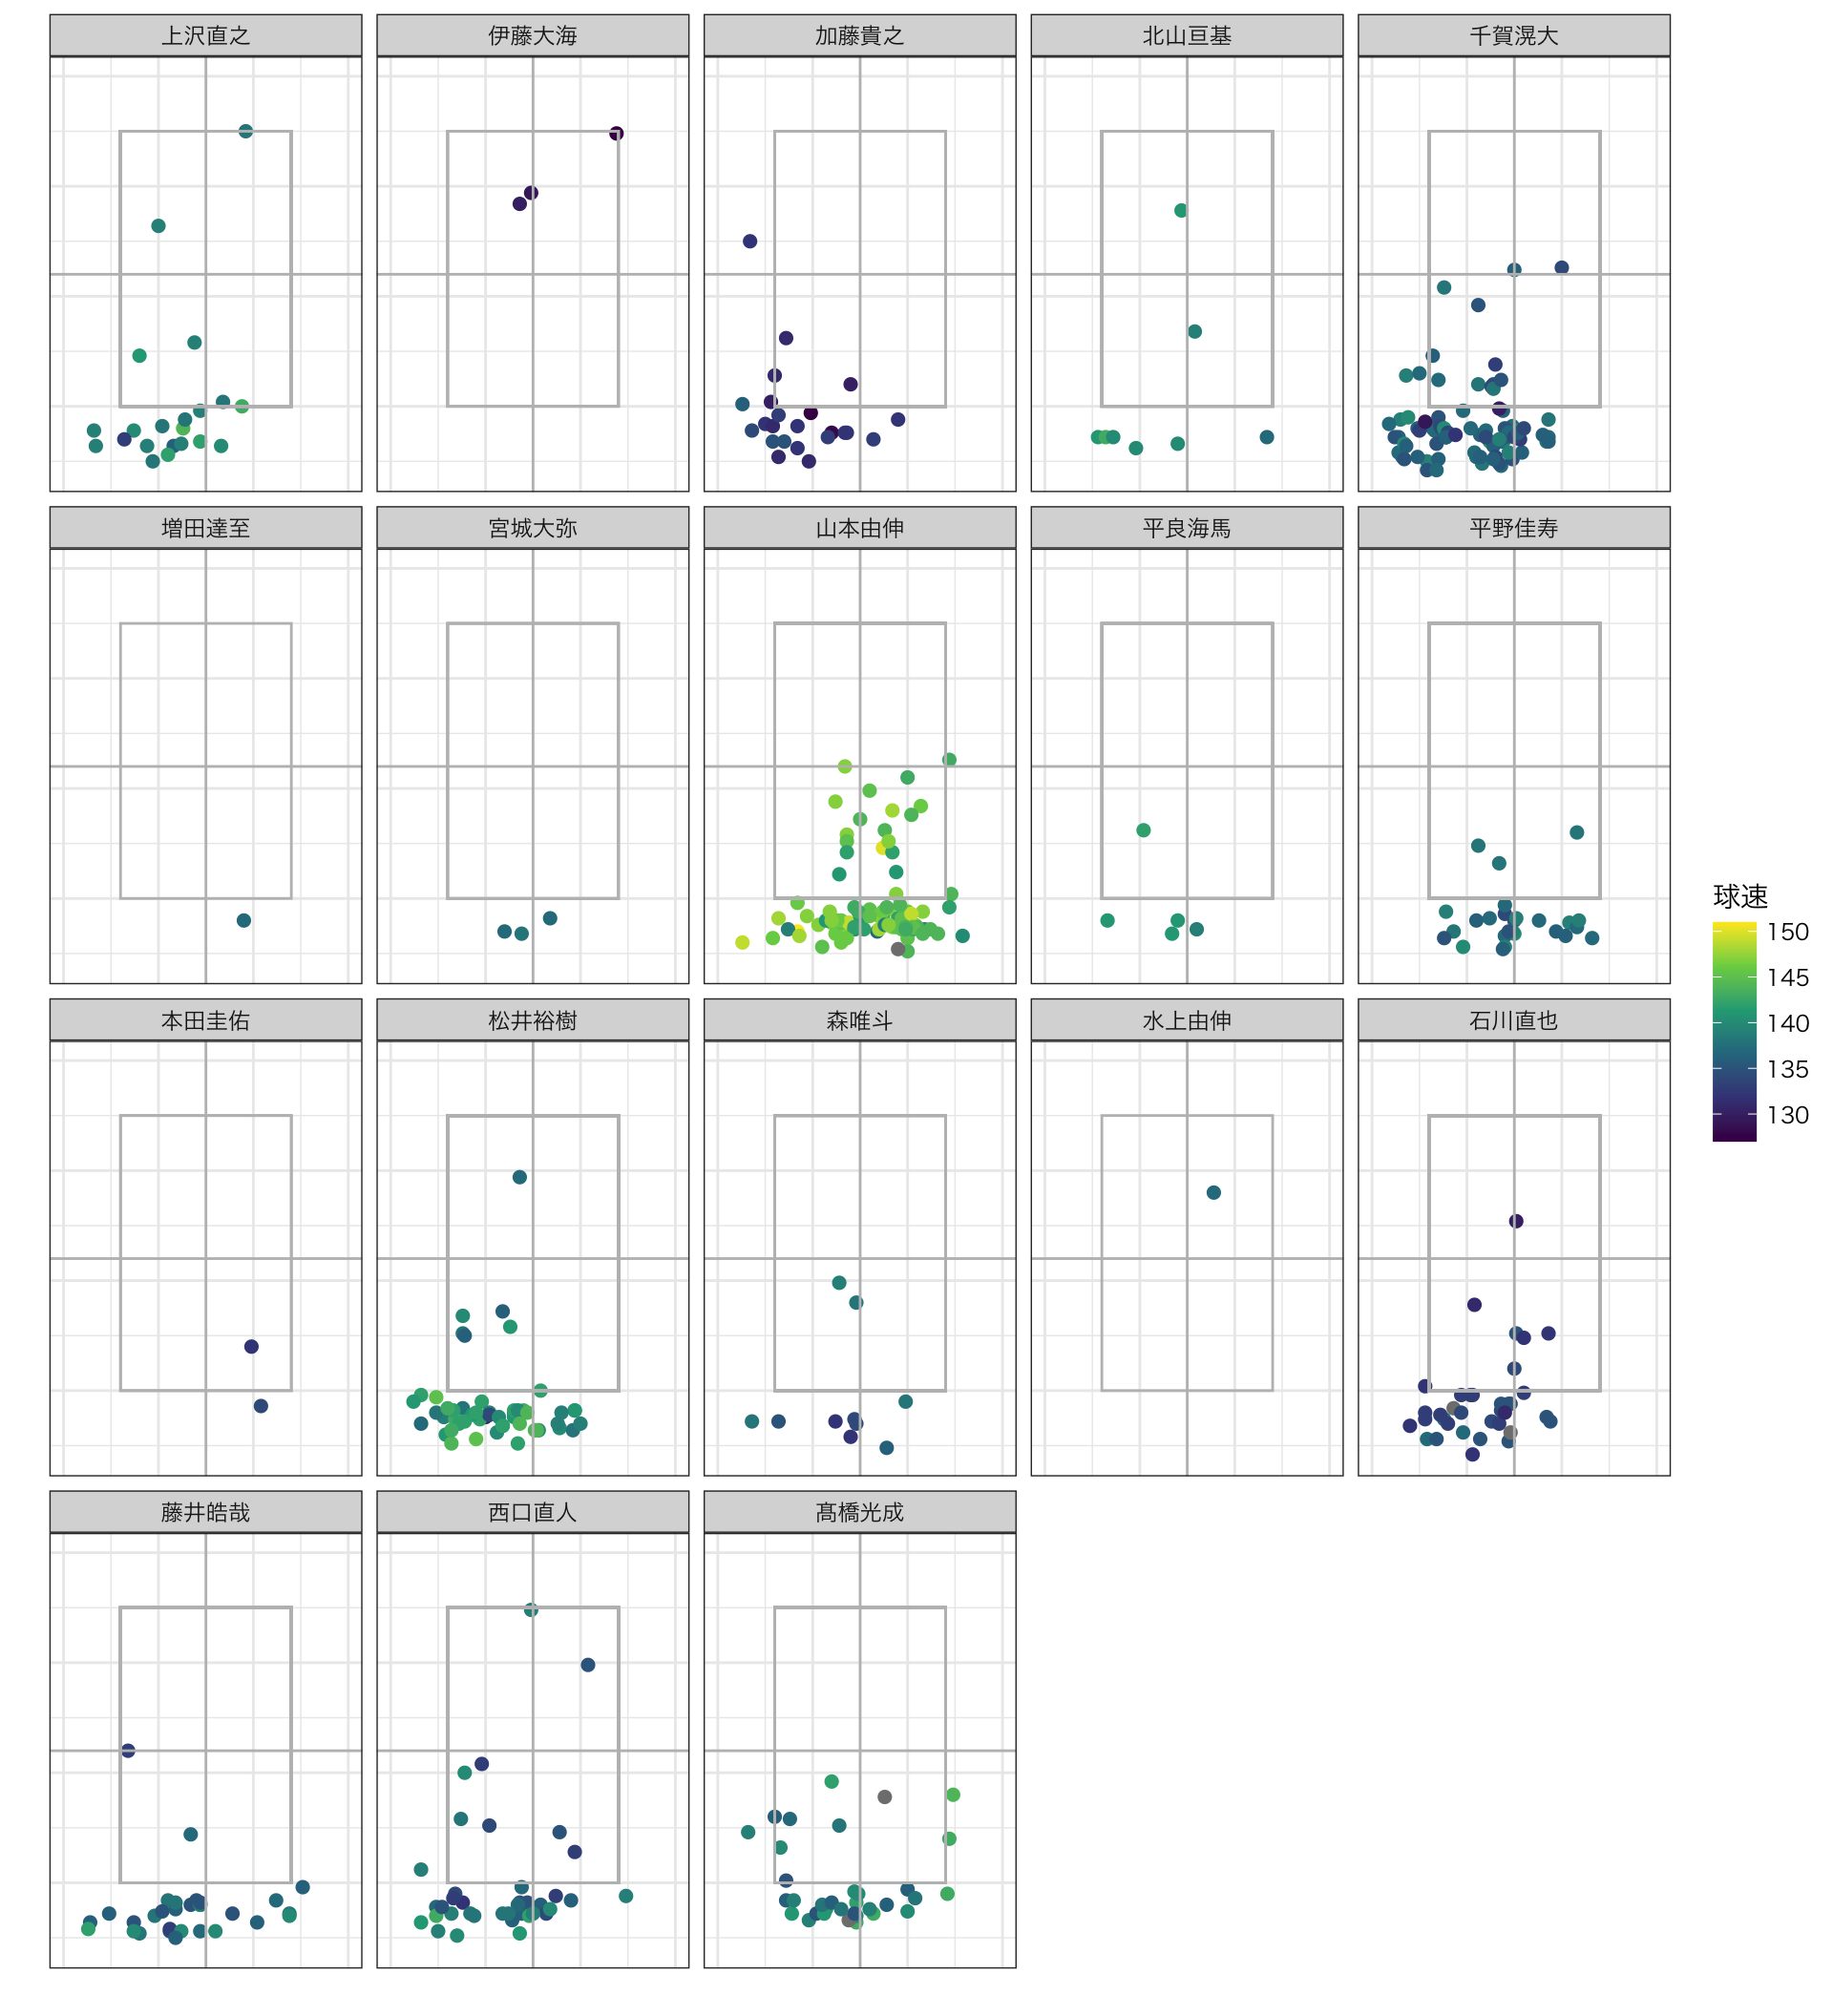 上沢直之
伊藤大海
加藤貴之
北山亘基
千賀滉大
増田達至
宮城大弥
山本由伸
平良海馬
平野佳寿
本田圭佑
松井裕樹
森唯斗
水上由伸
石川直也
藤井皓哉
西口直人
髙橋光成
球速
150
145
140
135
130